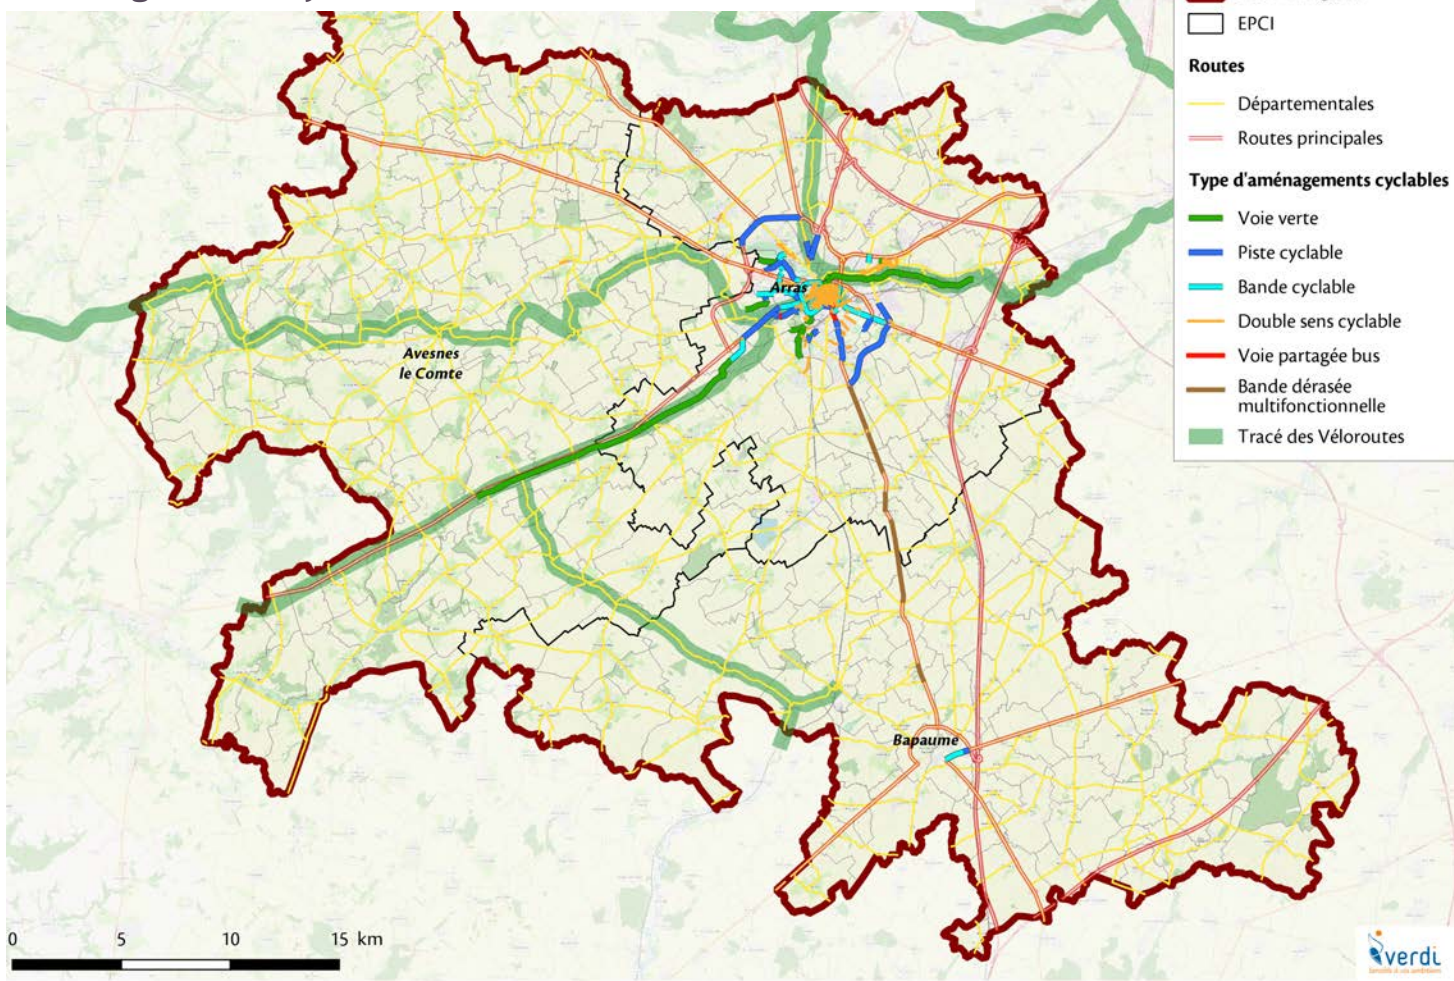 EPCI
Routes
Départementales
Routes principales
Type d'aménagements cyclables
Voie verte
Piste cyclable
Bande cyclable
Double sens cyclable
Voie partagée bus
Bande dérasée
multifonctionnelle
Tracé des Véloroutes
Arras
Avesnes
le Comte
Bapaume
0 5 10 15 km
verdi